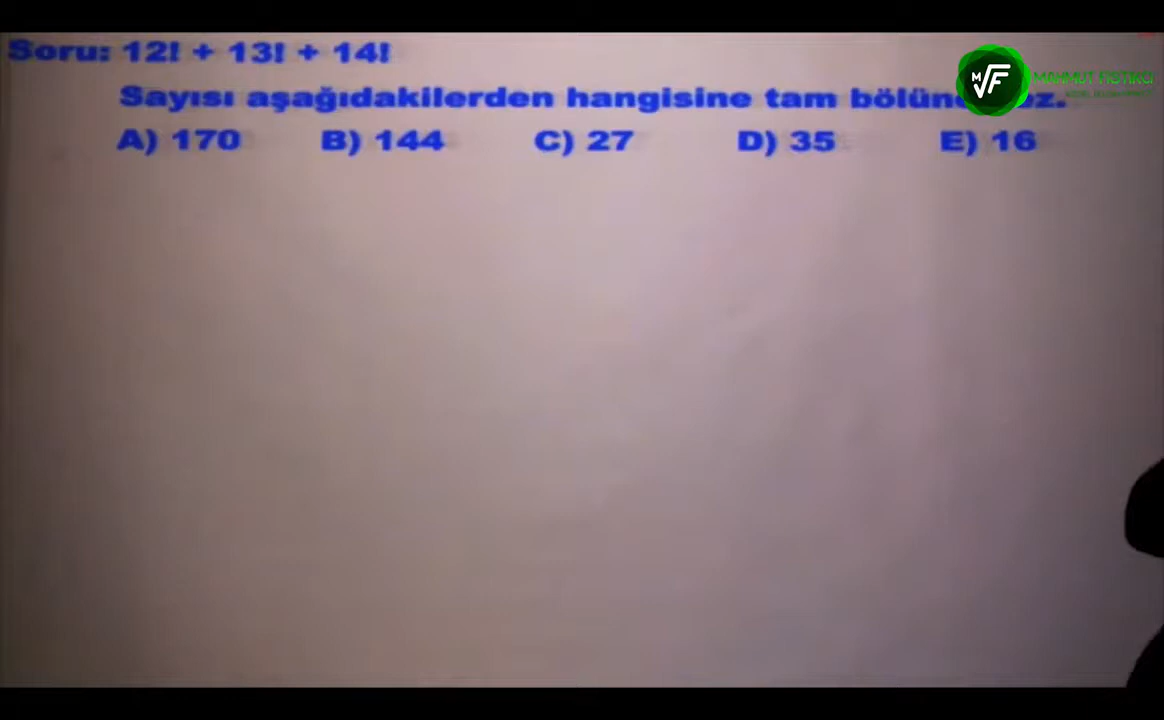 Soru: 12! + 13! + 14!
Sayısı aşağıdakilerden hangisine tam
A) 170 B) 144 C) 27 D) 35 E) 16